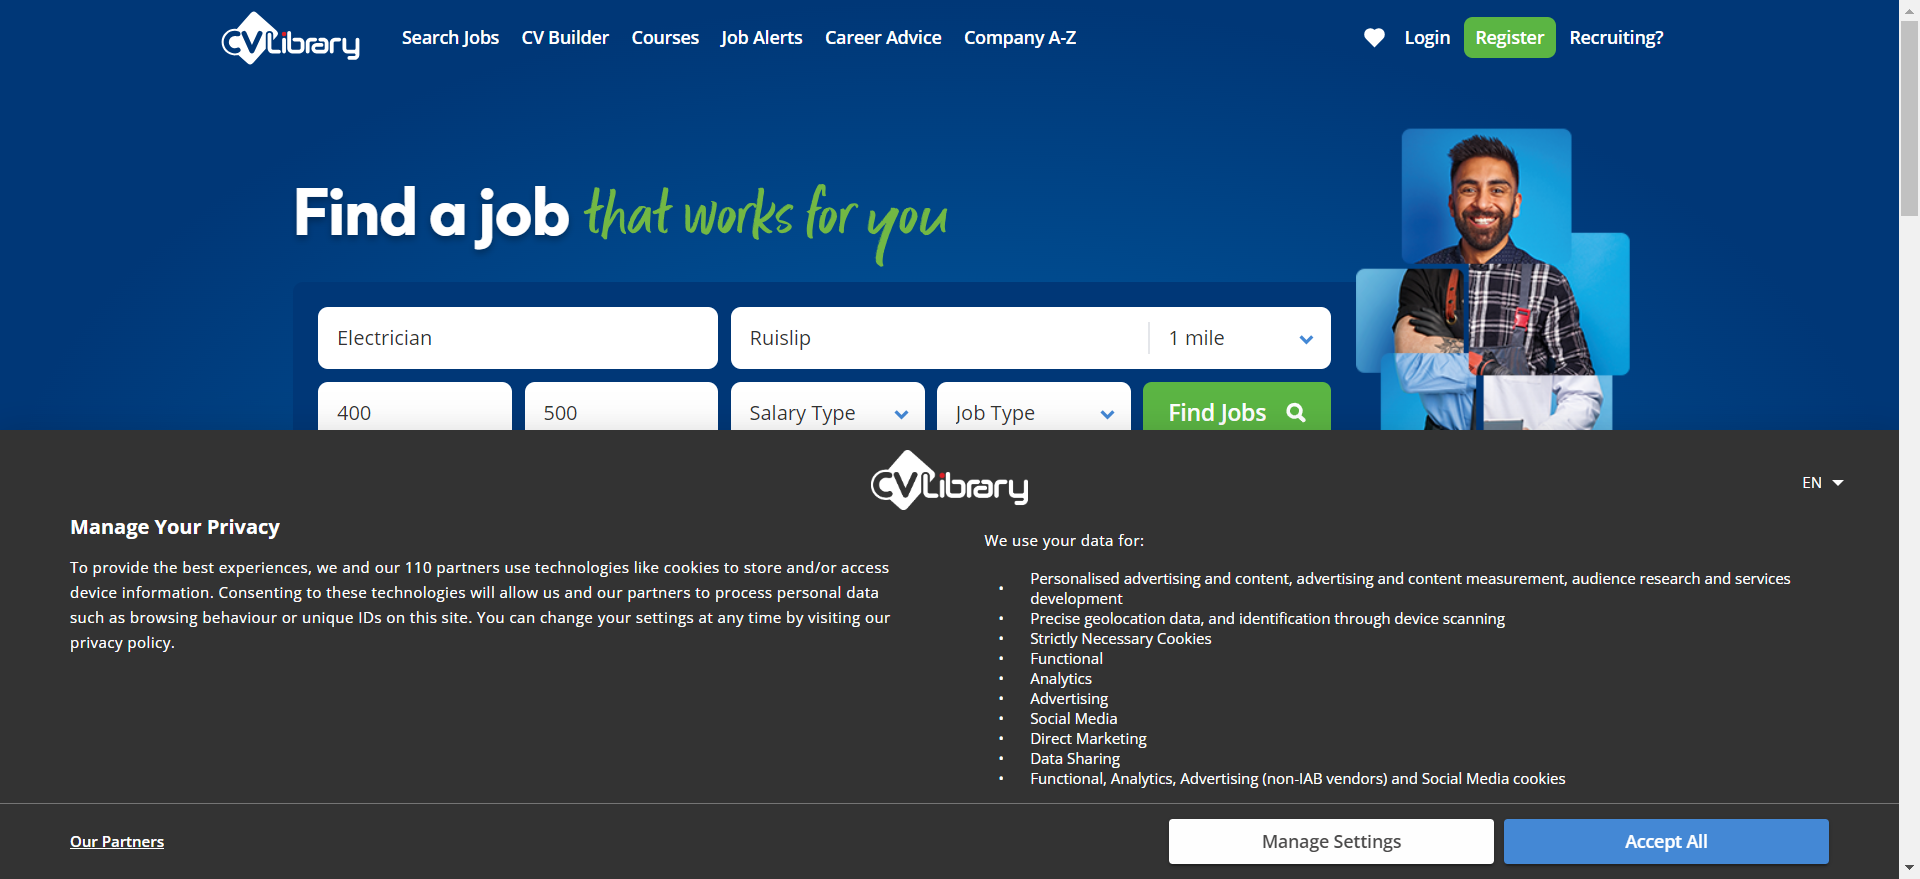 CVLibrary Search Jobs CV Builder Courses Job Alerts Career Advice Company A-Z Login Register Recruiting?
Find a job that works for you
Electrician Ruislip 1 mile
400 500 Salary Type Job Type Find Jobs
CVLibrary
EN
Manage Your Privacy
To provide the best experiences, we and our 110 partners use technologies like cookies to store and/or access
device information. Consenting to these technologies will allow us and our partners to process personal data
such as browsing behaviour or unique IDs on this site. You can change your settings at any time by visiting our
privacy policy.
We use your data for:
• Personalised advertising and content, advertising and content measurement, audience research and services
development
• Precise geolocation data, and identification through device scanning
• Strictly Necessary Cookies
• Functional
• Analytics
• Advertising
• Social Media
• Direct Marketing
• Data Sharing
• Functional, Analytics, Advertising (non-IAB vendors) and Social Media cookies
Our Partners Manage Settings Accept All